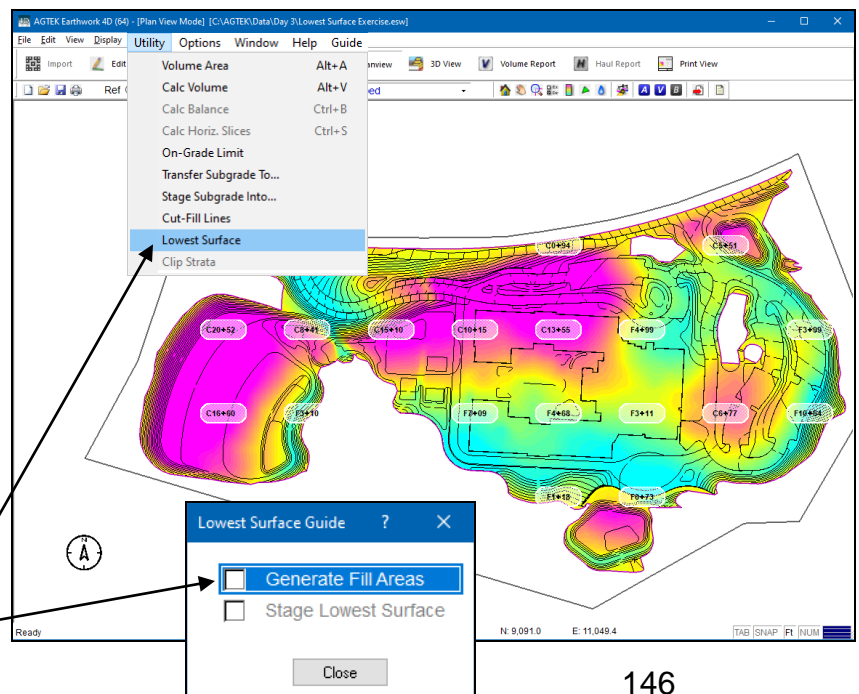 AGTEK Earthwork 4D (64) - [Plan View Mode] [C:\AGTEK\Data\Day 3\Lowest Surface Exercise.esw]
File Edit View Display Utility Options Window Help Guide
Import Edit anview 3D View V Volume Report H Haul Report Print View
Ref ed A V B
Volume Area Alt+A
Calc Volume Alt+V
Calc Balance Ctrl+B
Calc Horiz. Slices Ctrl+S
On-Grade Limit
Transfer Subgrade To...
Stage Subgrade Into...
Cut-Fill Lines
Lowest Surface
Clip Strata
C0+94 C5+51
C20+52 C8+41 C15+10 C10+15 C13+55 F4+99 F3+99
C16+60 F3+10 F7+09 F4+68 F3+11 C6+77 F10+64
F1+18 F0+73
N
A
Lowest Surface Guide ? ×
Generate Fill Areas
Stage Lowest Surface
Close
Ready N: 9,091.0 E: 11,049.4 TAB SNAP Ft NUM
146